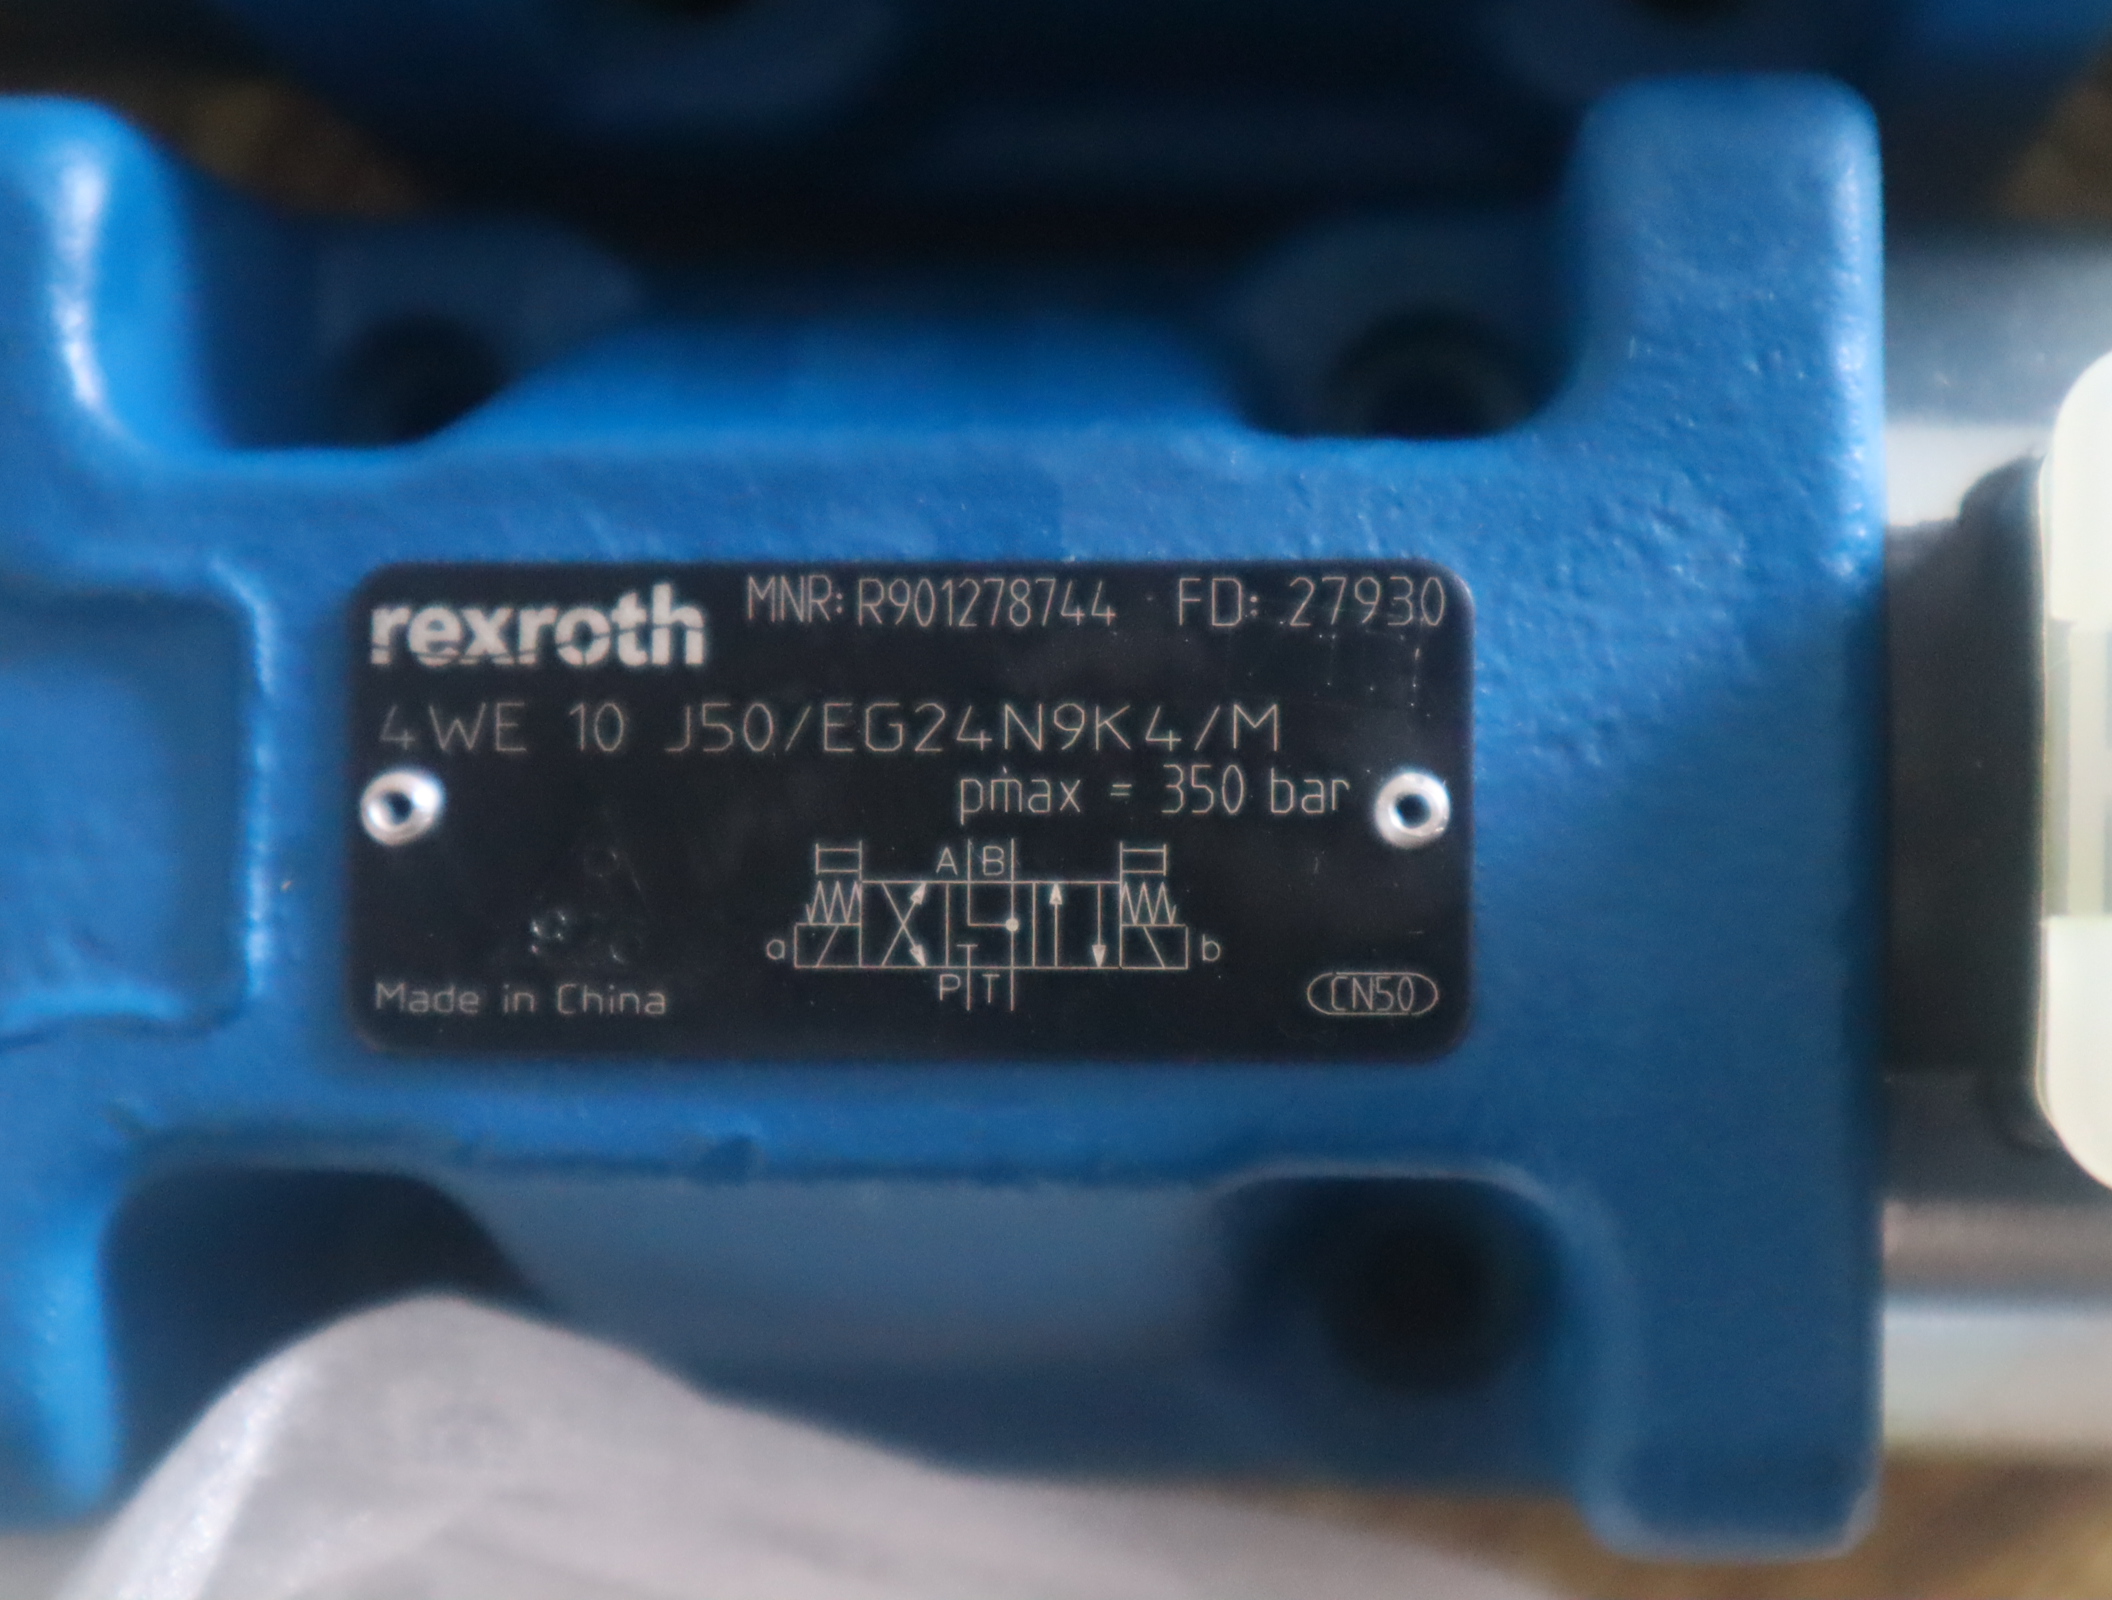 rexroth MNR: R901278744 FD: 27930
4WE 10 J50/EG24N9K4/M
pmax = 350 bar
A B
a b
P T
Made in China CN50